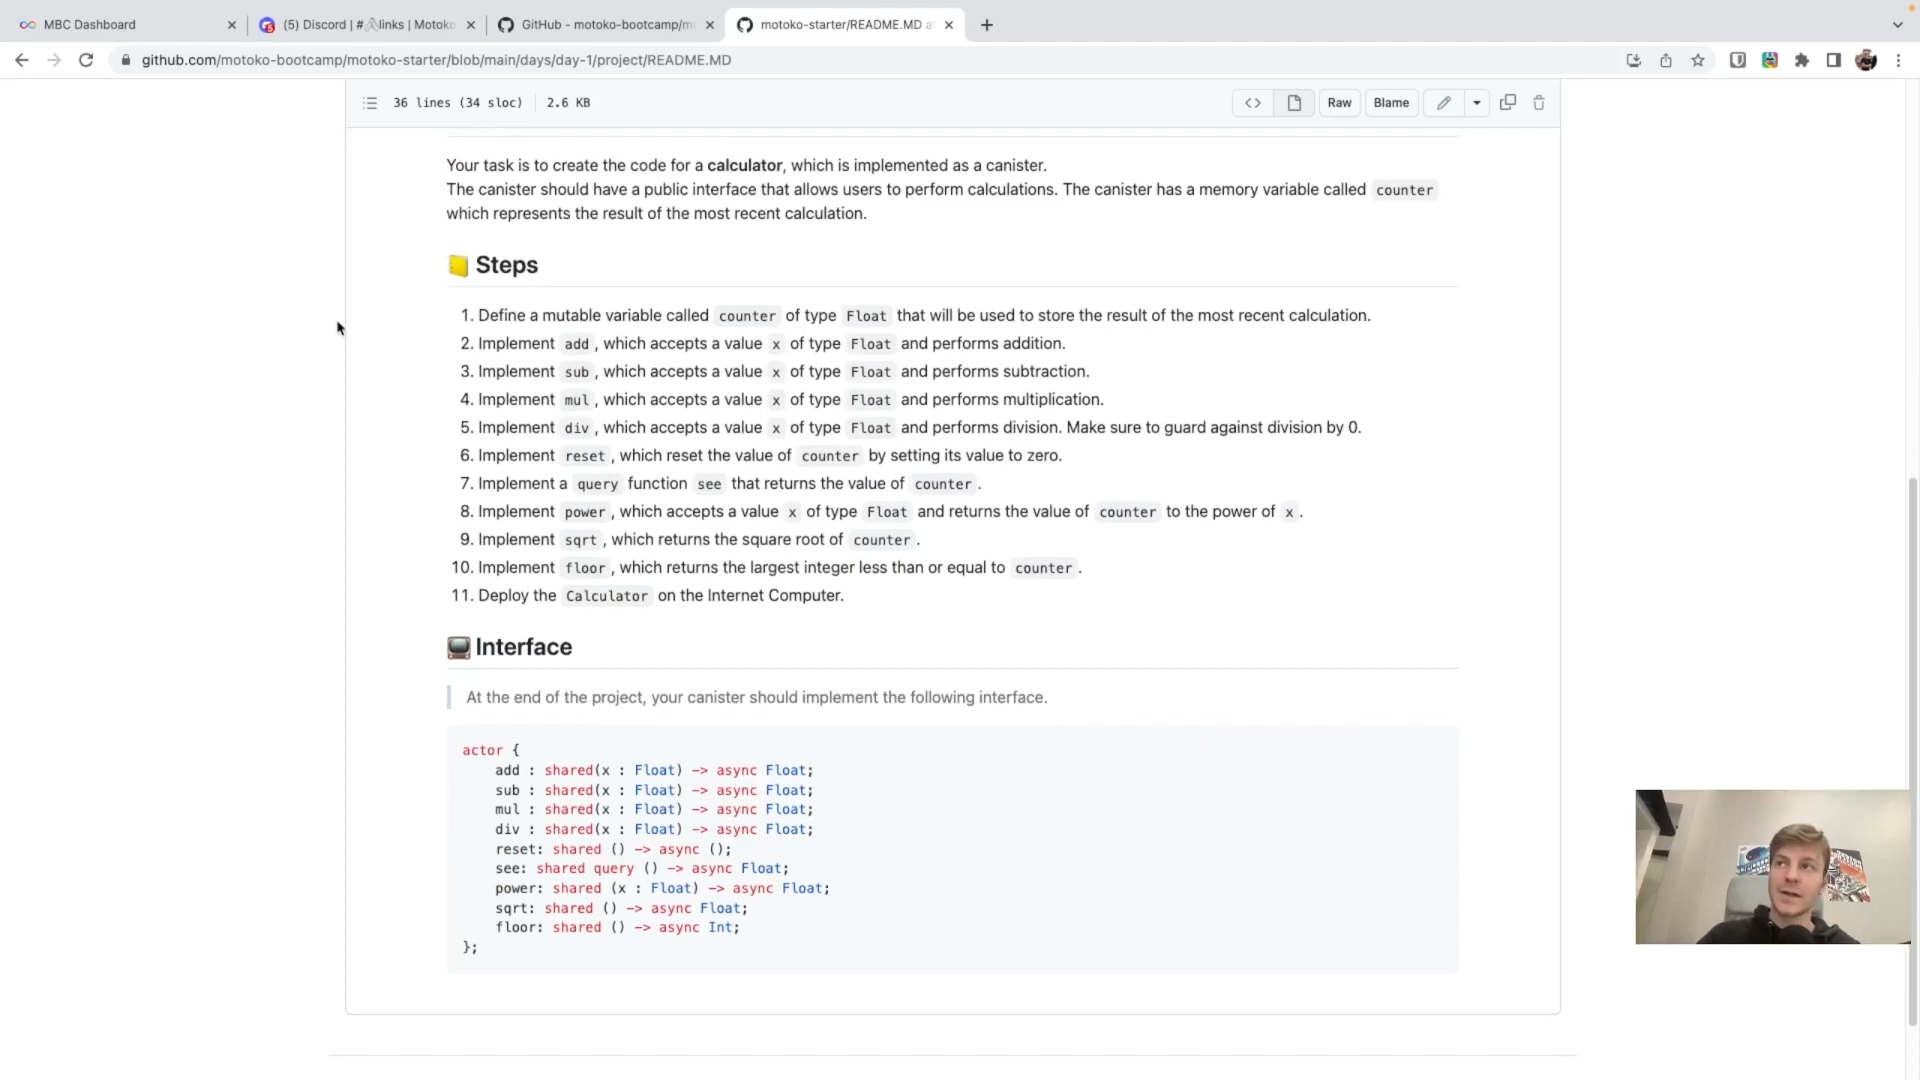 MBC Dashboard
(5) Discord | #links | Motoko
GitHub - motoko-bootcamp/m
motoko-starter/README.MD a
github.com/motoko-bootcamp/motoko-starter/blob/main/days/day-1/project/README.MD
36 lines (34 sloc) 2.6 KB
Raw Blame
Your task is to create the code for a calculator, which is implemented as a canister.
The canister should have a public interface that allows users to perform calculations. The canister has a memory variable called counter
which represents the result of the most recent calculation.
Steps
1. Define a mutable variable called counter of type Float that will be used to store the result of the most recent calculation.
2. Implement add , which accepts a value x of type Float and performs addition.
3. Implement sub , which accepts a value x of type Float and performs subtraction.
4. Implement mul , which accepts a value x of type Float and performs multiplication.
5. Implement div , which accepts a value x of type Float and performs division. Make sure to guard against division by 0.
6. Implement reset , which reset the value of counter by setting its value to zero.
7. Implement a query function see that returns the value of counter .
8. Implement power , which accepts a value x of type Float and returns the value of counter to the power of x .
9. Implement sqrt , which returns the square root of counter .
10. Implement floor , which returns the largest integer less than or equal to counter .
11. Deploy the Calculator on the Internet Computer.
Interface
At the end of the project, your canister should implement the following interface.
actor {
add : shared(x : Float) -> async Float;
sub : shared(x : Float) -> async Float;
mul : shared(x : Float) -> async Float;
div : shared(x : Float) -> async Float;
reset: shared () -> async ();
see: shared query () -> async Float;
power: shared (x : Float) -> async Float;
sqrt: shared () -> async Float;
floor: shared () -> async Int;
};